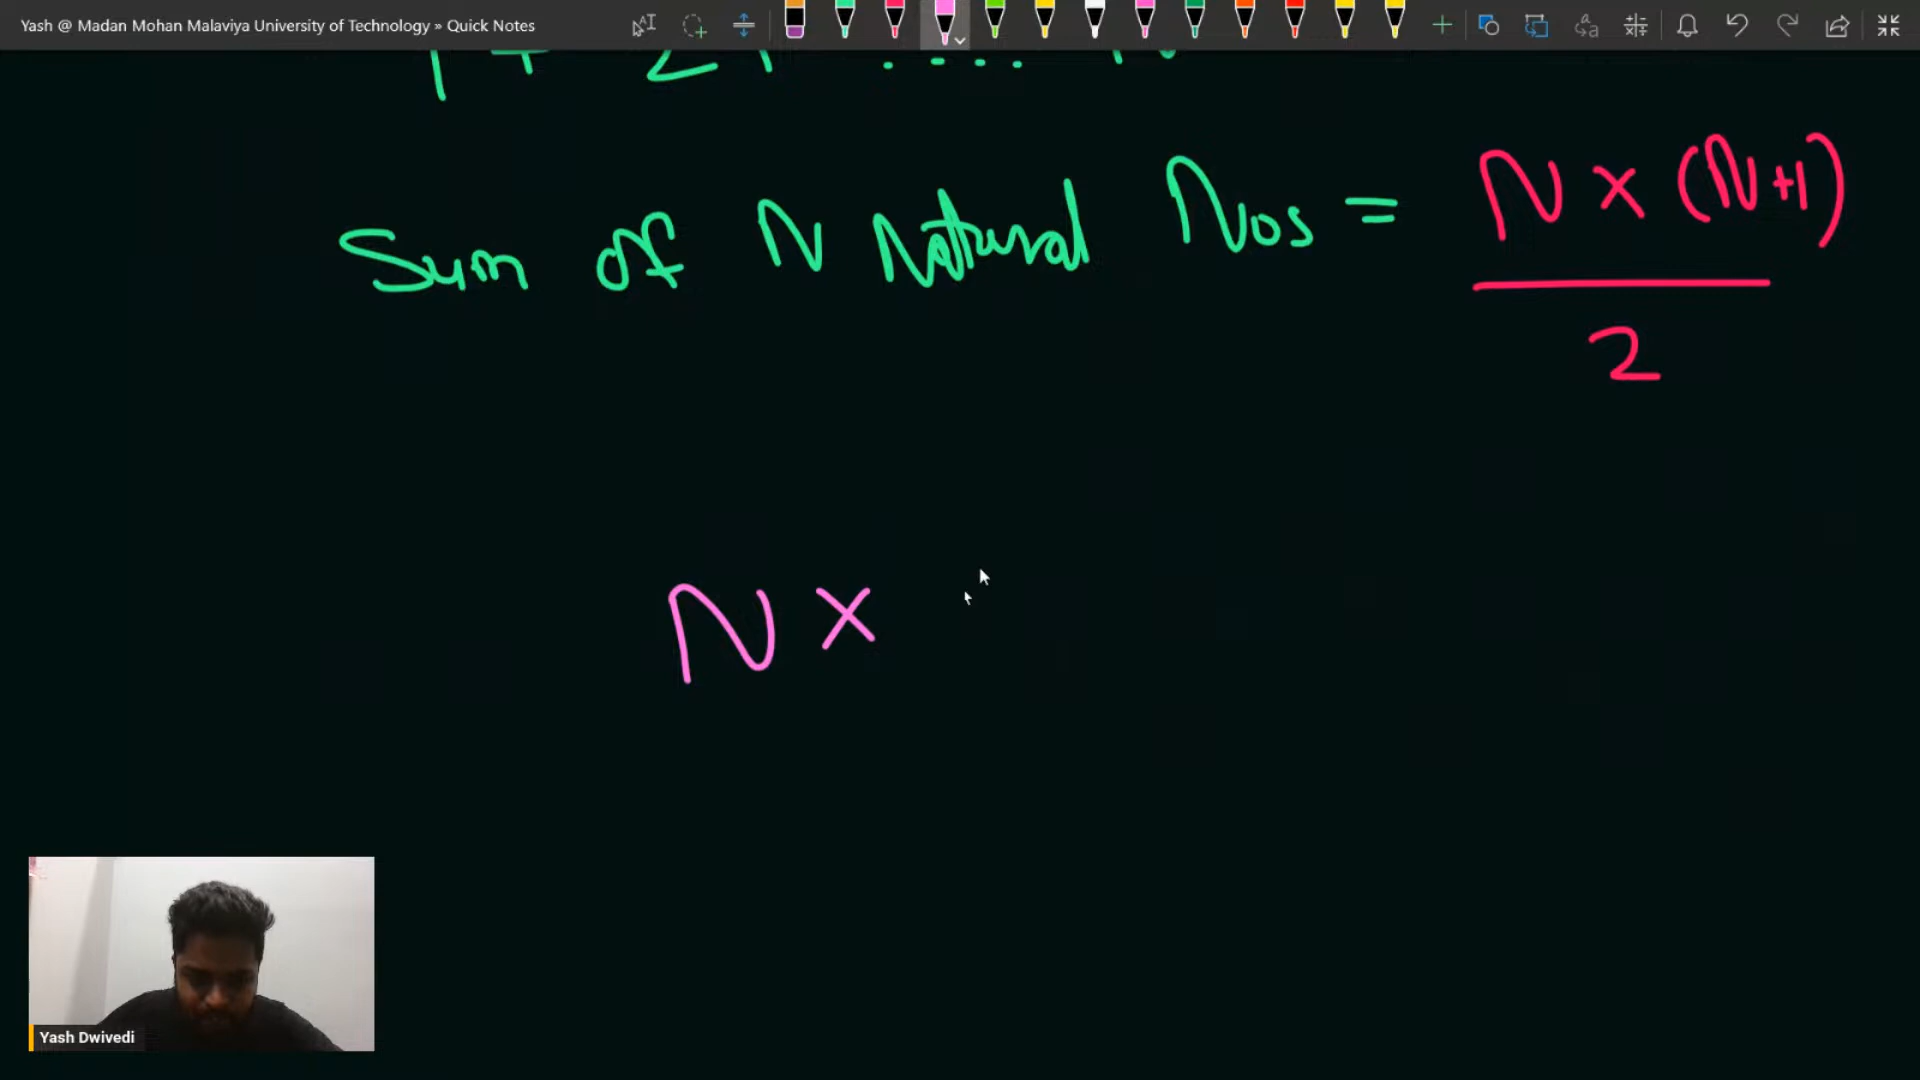 Yash @ Madan Mohan Malaviya University of Technology » Quick Notes
Sum of N Natural Nos = N × (N+1)
2
N ×
Yash Dwivedi